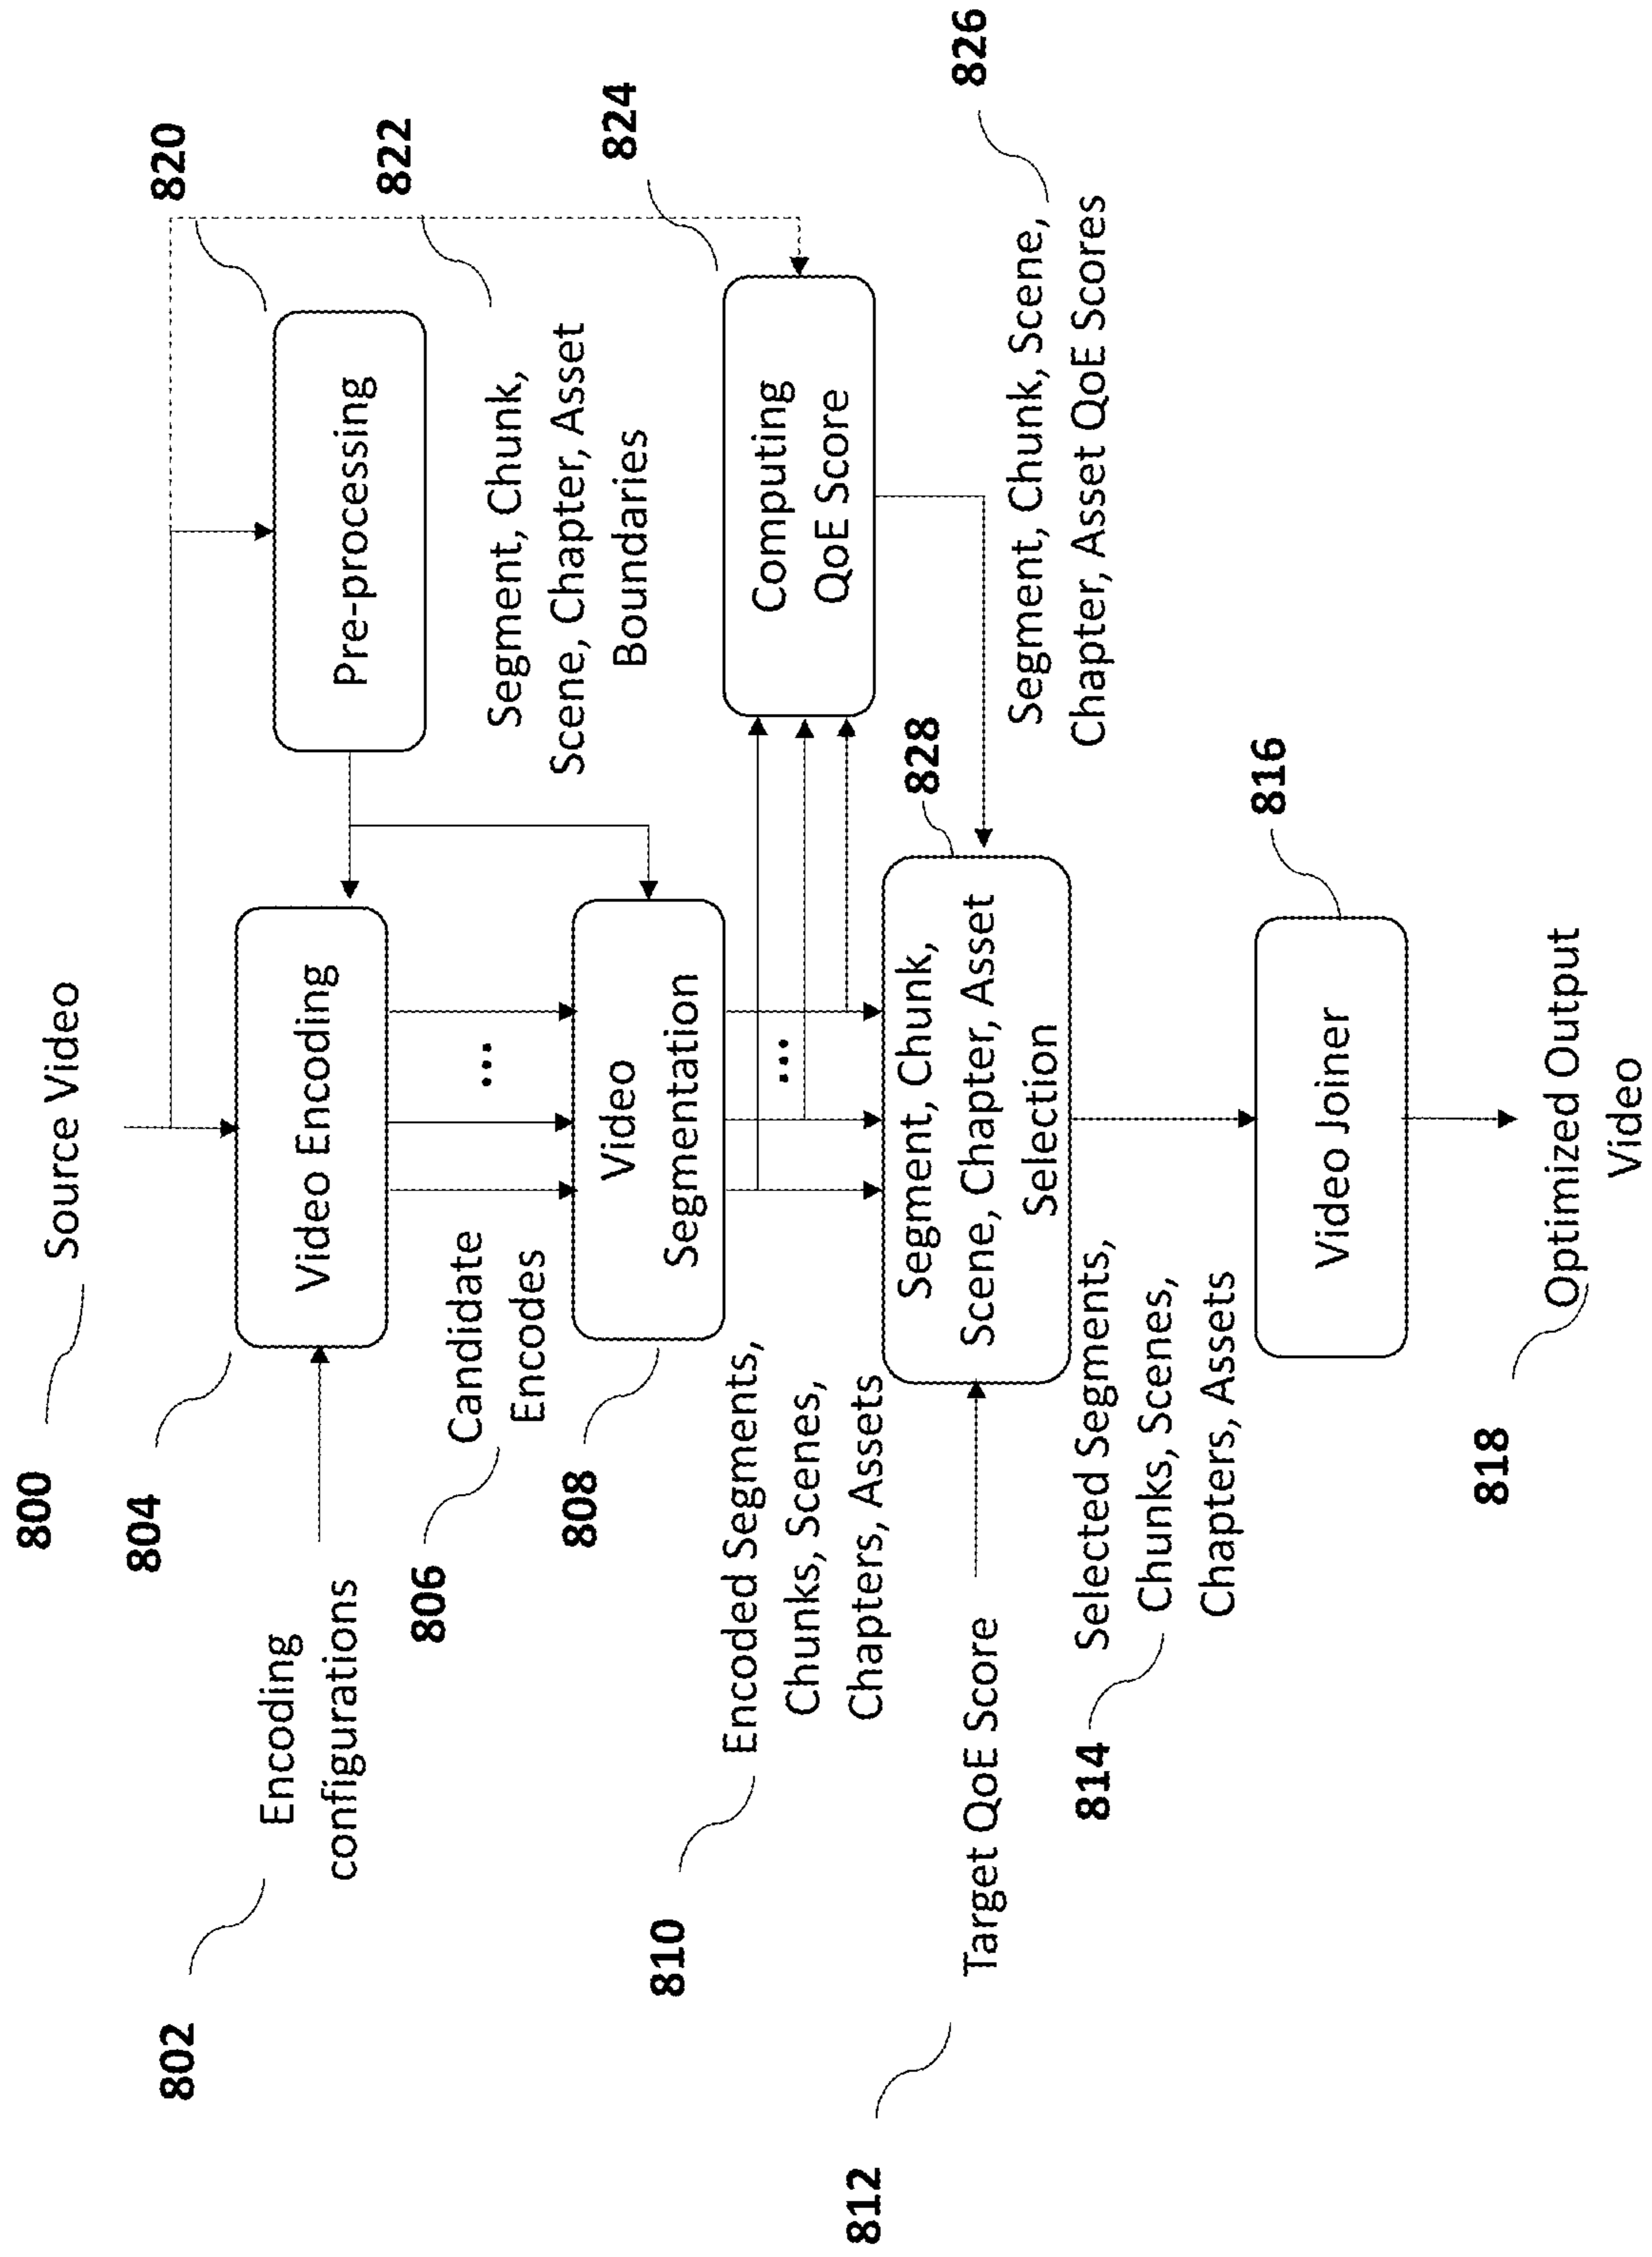 800
Source Video
820
802
Encoding
configurations
804
Video Encoding
Pre-processing
822
806
Candidate
Encodes
Segment, Chunk,
Scene, Chapter, Asset
Boundaries
824
808
Video
Segmentation
Computing
QoE Score
810
Encoded Segments,
Chunks, Scenes,
Chapters, Assets
...
...
826
812
Target QoE Score
828
Segment, Chunk,
Scene, Chapter, Asset
Selection
Segment, Chunk, Scene,
Chapter, Asset QoE Scores
814
Selected Segments,
Chunks, Scenes,
Chapters, Assets
816
Video Joiner
818
Optimized Output
Video